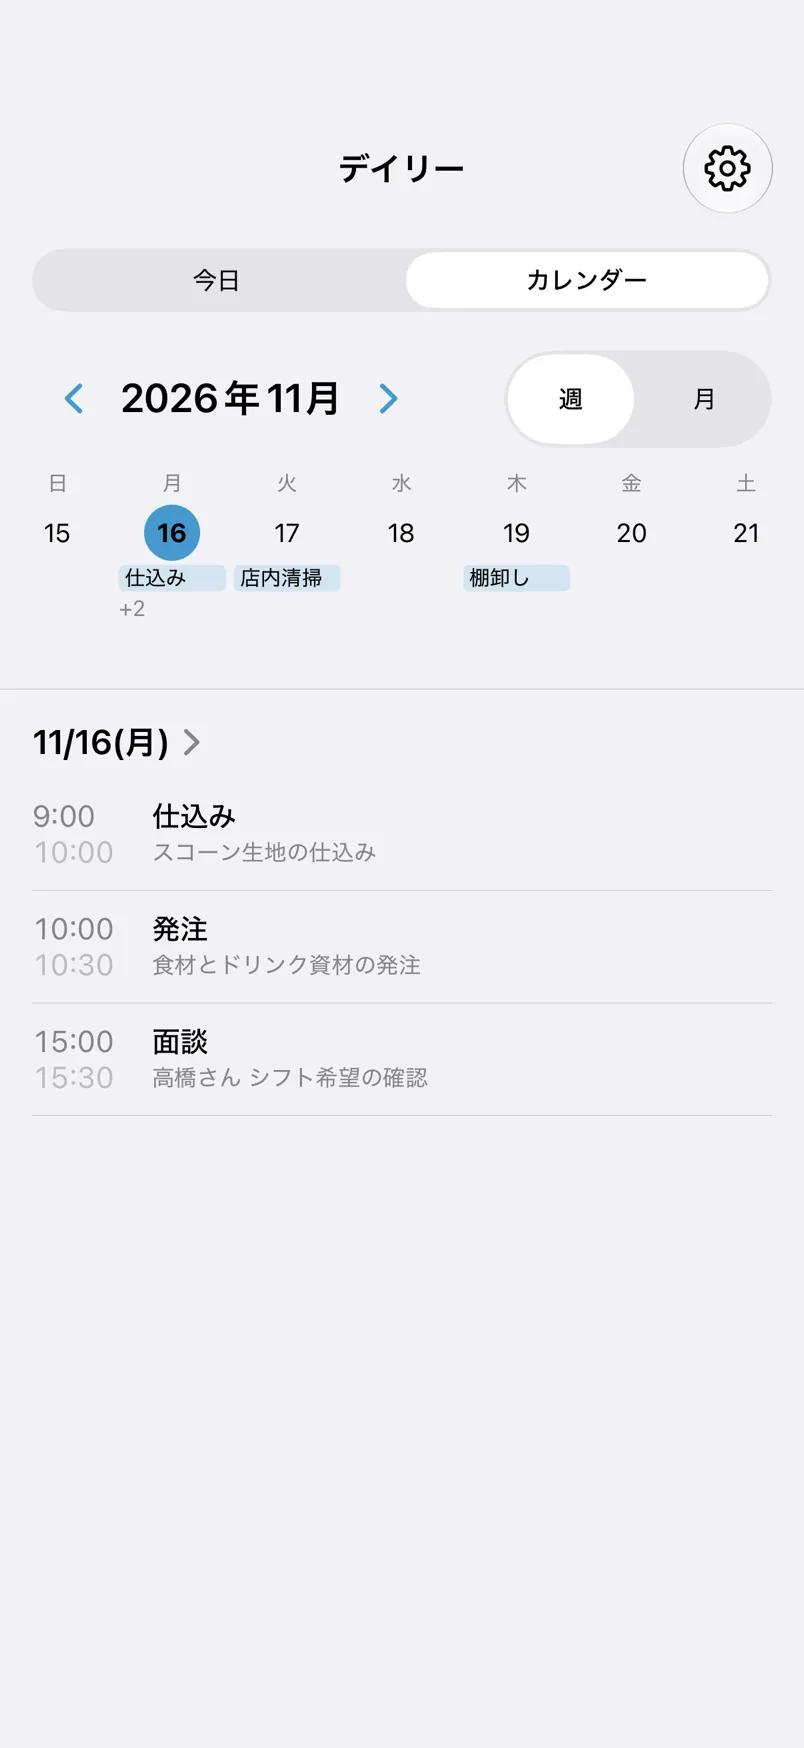 デイリー
今日 カレンダー
2026年11月 週 月
日 月 火 水 木 金 土
15 16 17 18 19 20 21
仕込み 店内清掃 棚卸し
+2
11/16(月)
9:00 仕込み
10:00 スコーン生地の仕込み
10:00 発注
10:30 食材とドリンク資材の発注
15:00 面談
15:30 高橋さん シフト希望の確認